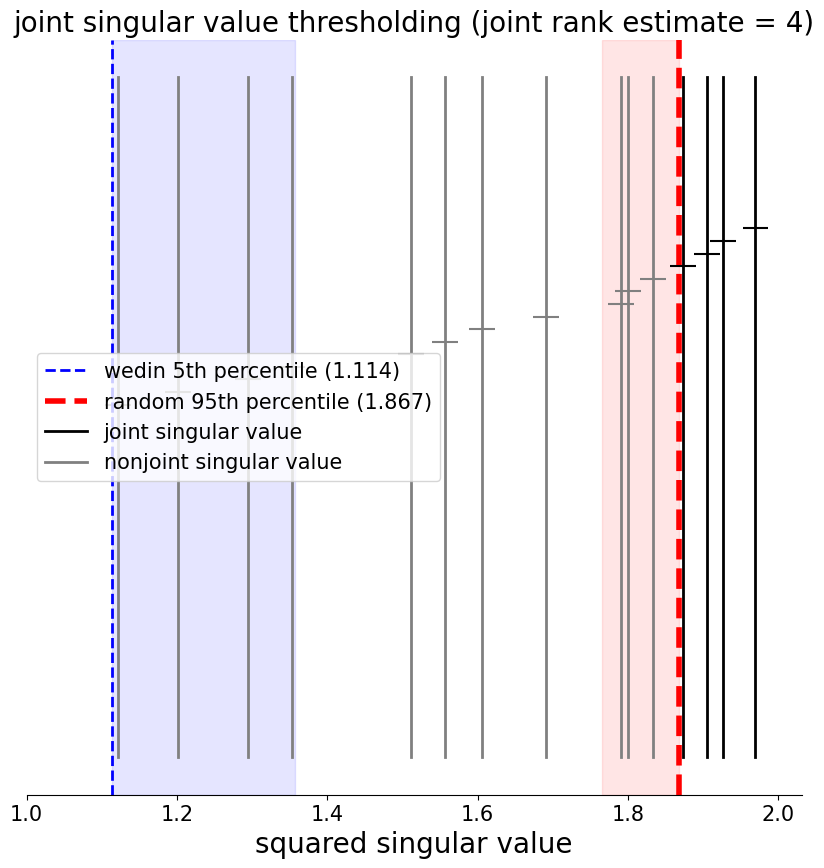 joint singular value thresholding (joint rank estimate = 4)
wedin 5th percentile (1.114)
random 95th percentile (1.867)
joint singular value
nonjoint singular value
1.0 1.2 1.4 1.6 1.8 2.0
squared singular value